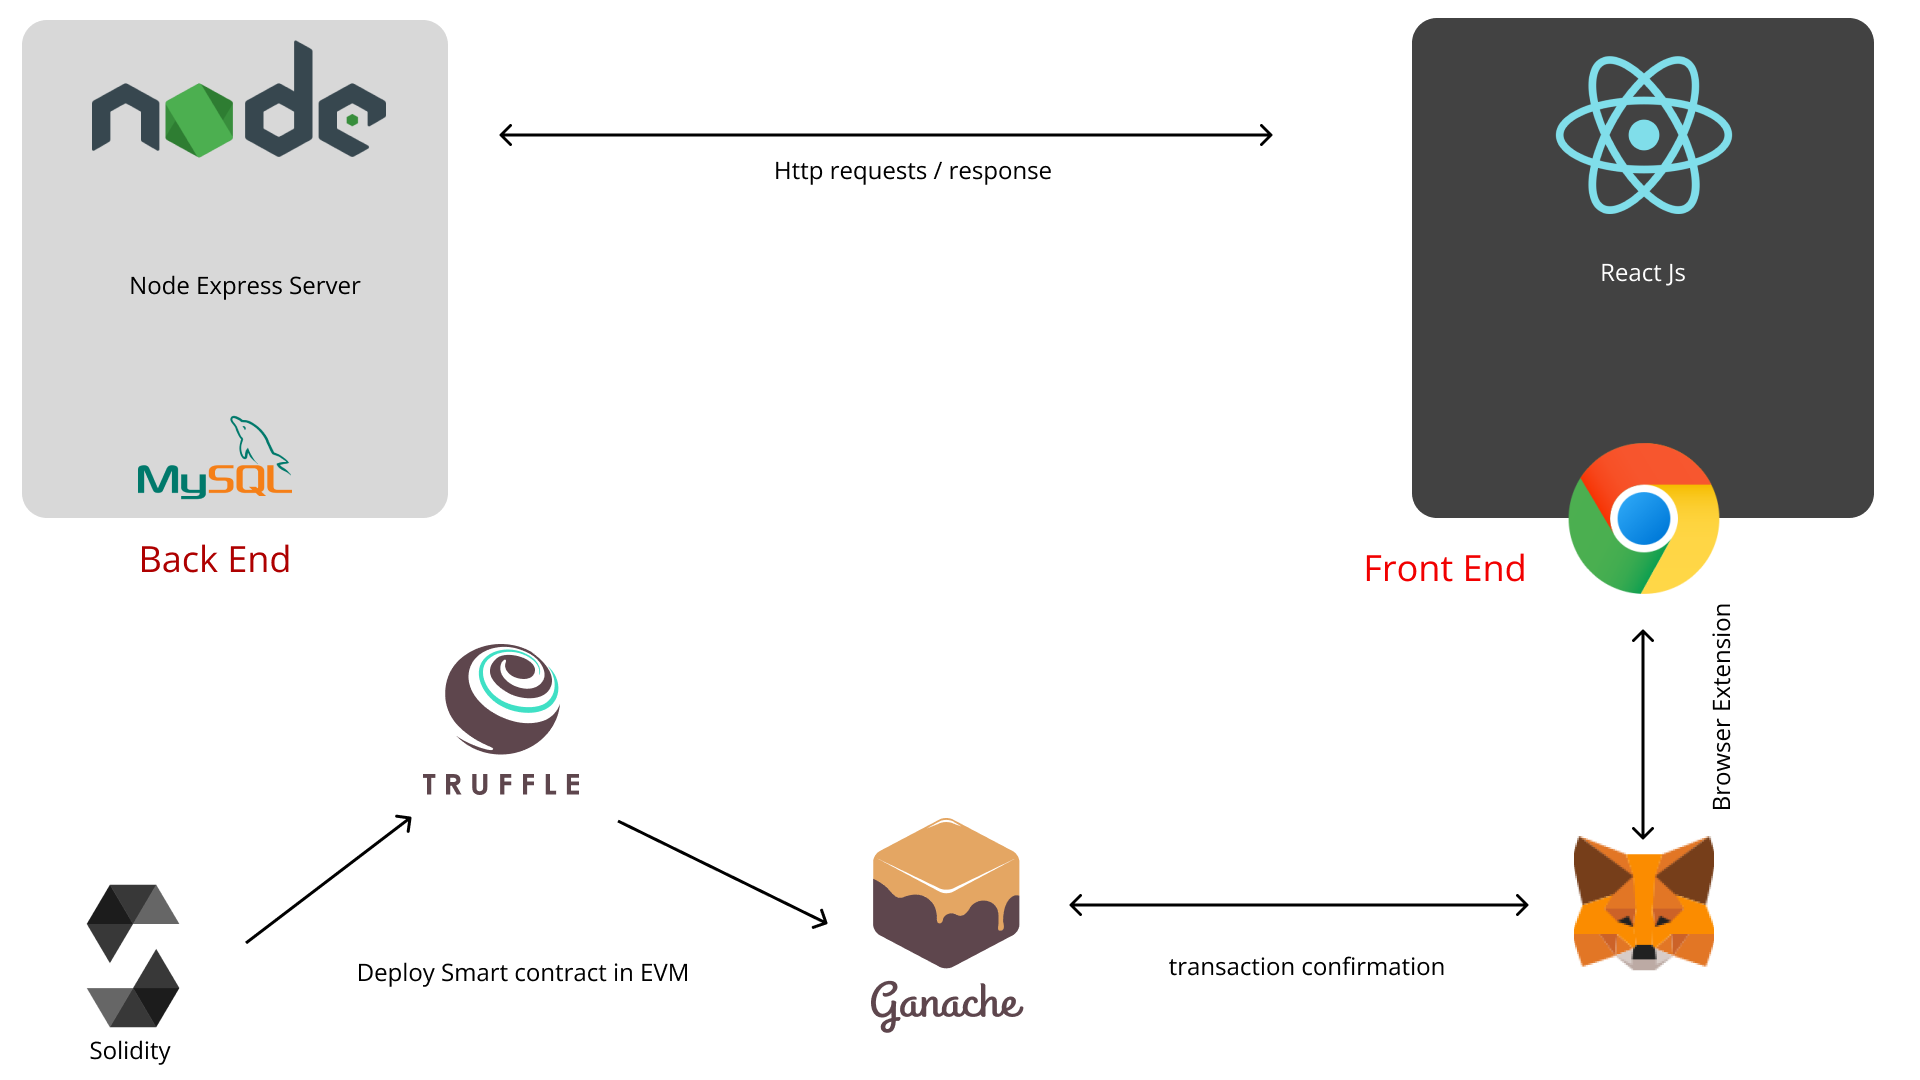 node
Http requests / response
Node Express Server
React Js
MySQL
Back End
Front End
Browser Extension
TRUFFLE
Deploy Smart contract in EVM
transaction confirmation
Ganache
Solidity